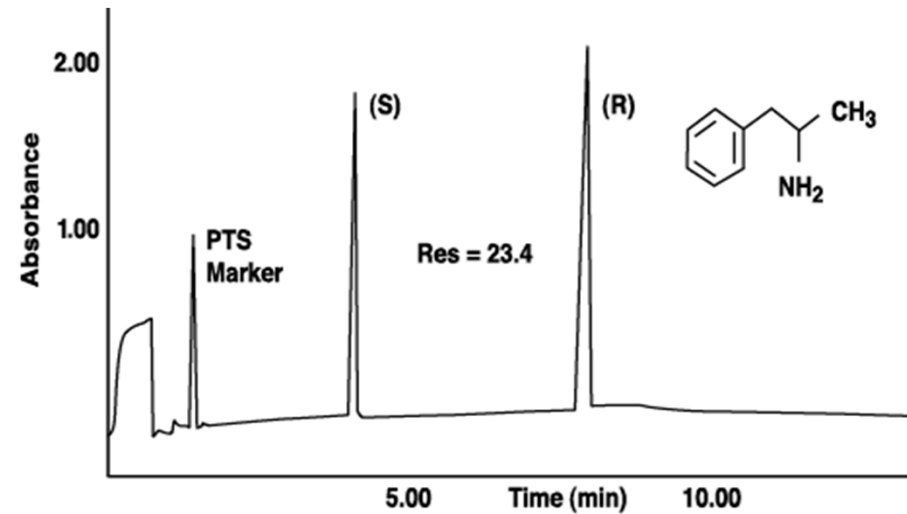 2.00
(S)
(R)
CH3
NH2
Absorbance
1.00
PTS
Marker
Res = 23.4
5.00
Time (min)
10.00